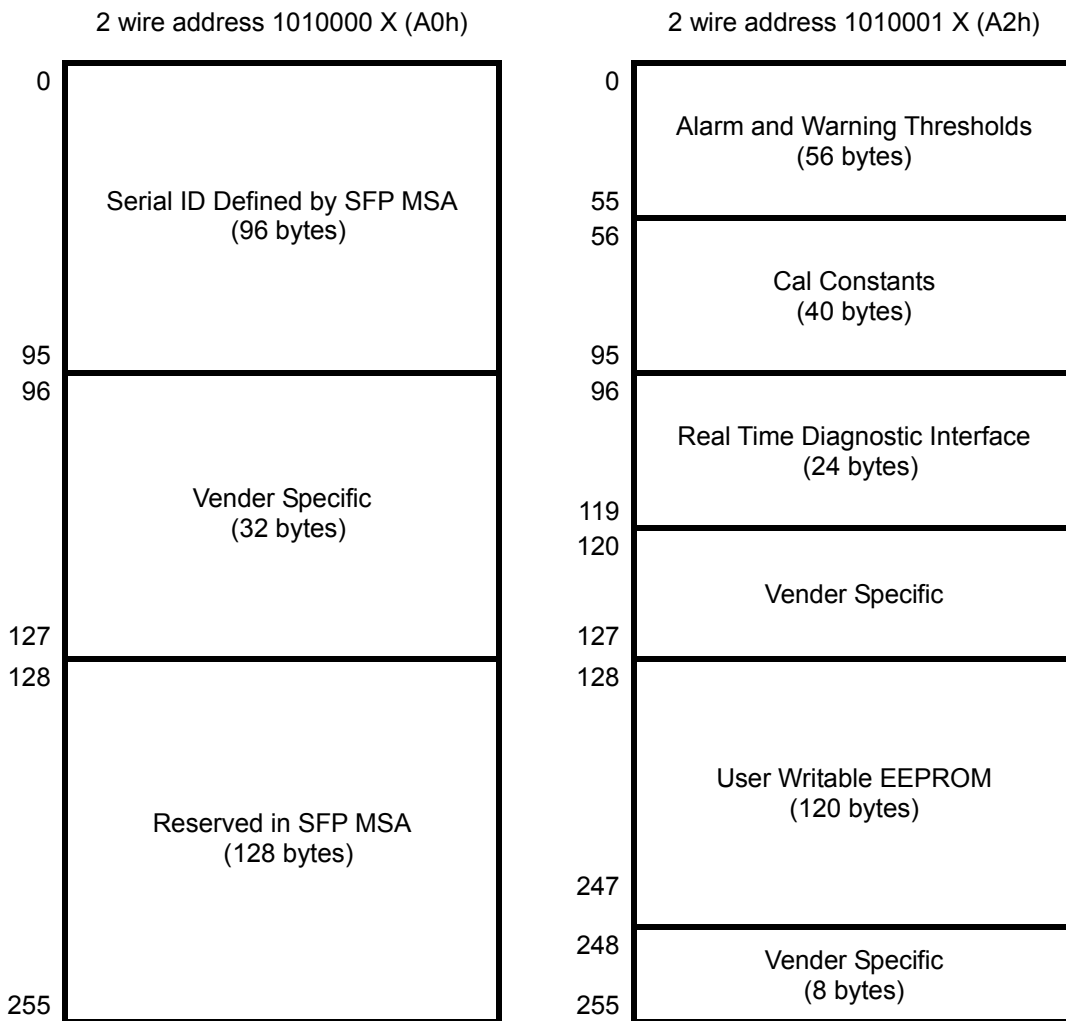 2 wire address 1010000 X (A0h)
0
Serial ID Defined by SFP MSA
(96 bytes)
95
96
Vender Specific
(32 bytes)
127
128
Reserved in SFP MSA
(128 bytes)
255
2 wire address 1010001 X (A2h)
0
Alarm and Warning Thresholds
(56 bytes)
55
56
Cal Constants
(40 bytes)
95
96
Real Time Diagnostic Interface
(24 bytes)
119
120
Vender Specific
127
128
User Writable EEPROM
(120 bytes)
247
248
Vender Specific
(8 bytes)
255